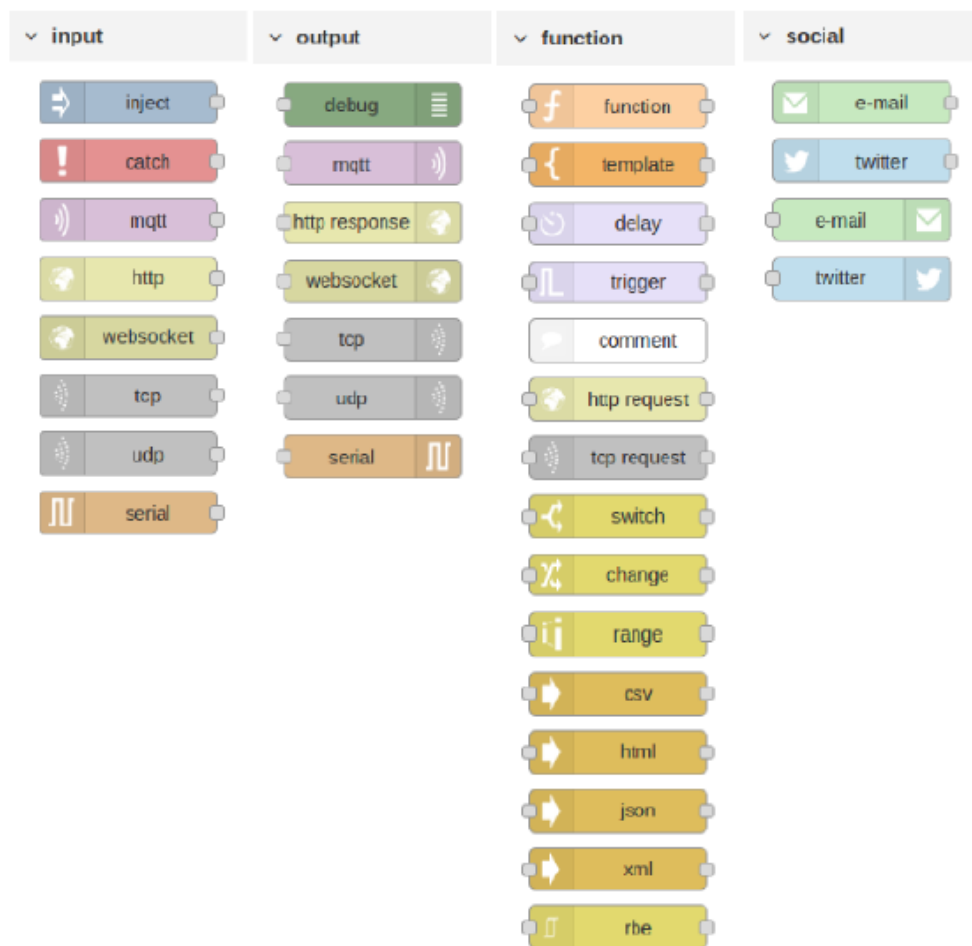 input
inject
catch
mqtt
http
websocket
tcp
udp
serial
output
debug
mqtt
http response
websocket
tcp
udp
serial
function
function
template
delay
trigger
comment
http request
tcp request
switch
change
range
csv
html
json
xml
rbe
social
e-mail
twitter
e-mail
twitter